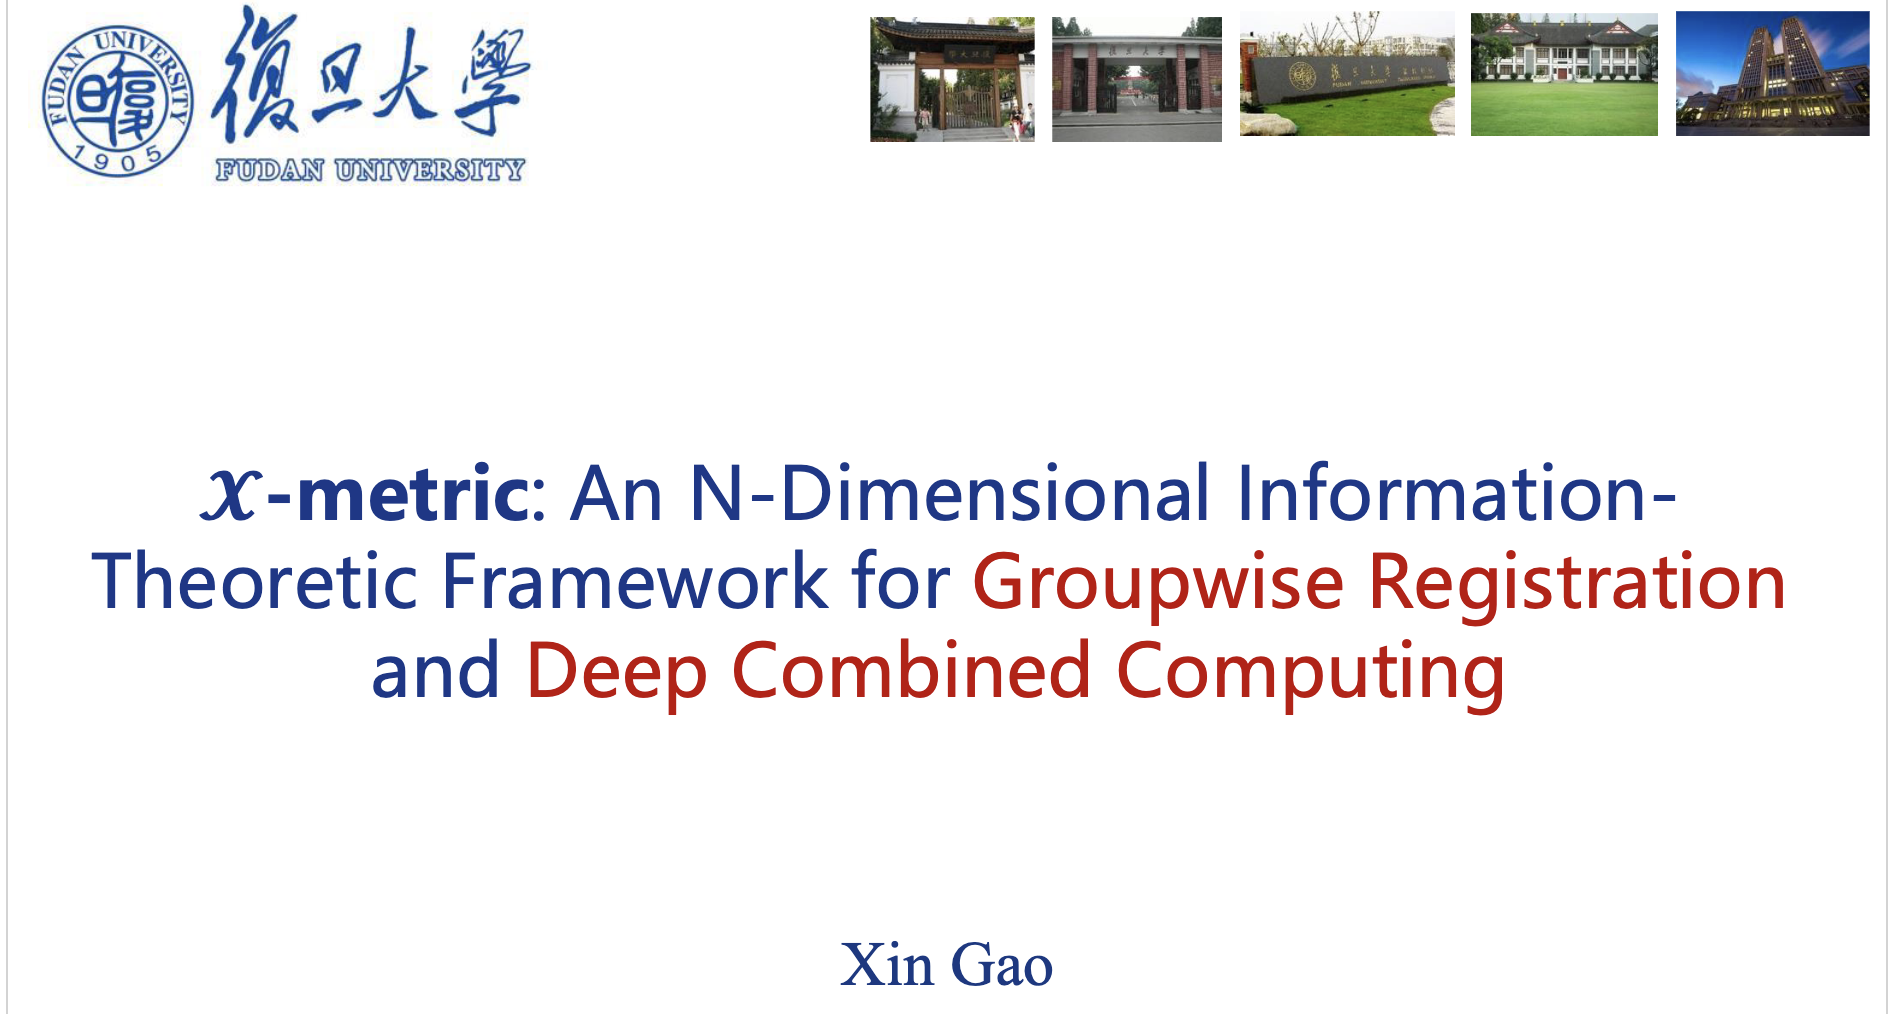 FUDAN UNIVERSITY
1905
復旦大學
FUDAN UNIVERSITY
𝒳-metric: An N-Dimensional Information-
Theoretic Framework for Groupwise Registration
and Deep Combined Computing
Xin Gao